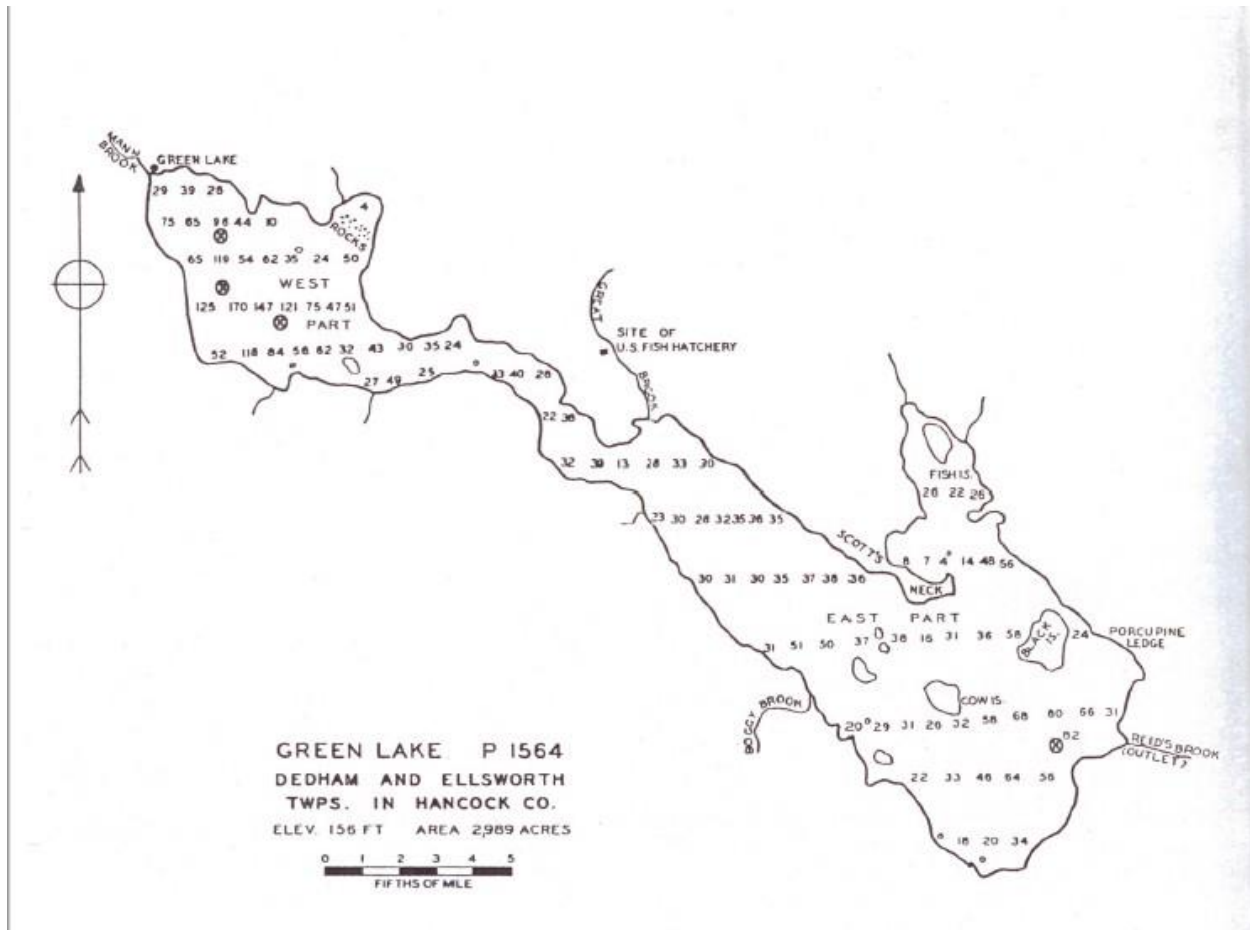 MANN
BROOK
GREEN LAKE
29 39 28
4
ROCKS
75 65 98 44 10
65 119 54 62 35 24 50
WEST
125 170 147 121 75 47 51
PART
52 118 84 58 62 32 43 30 35 24
27 49 25 43 40 28
GREAT
BROOK
SITE OF
U.S. FISH HATCHERY
22 38
32 39 13 28 33 30
FISH IS.
26 22 26
23 30 28 32 35 36 35
SCOTT'S
NECK
8 7 4 14 48 56
30 31 30 35 37 38 36
EAST PART
31 51 50 37 38 16 31 36 58
BLACK
IS.
24
PORCUPINE
LEDGE
BOGGY BROOK
COW IS.
20 29 31 26 32 58 68 80 66 31
82
REED'S BROOK
(OUTLET)
22 33 46 64 56
18 20 34
GREEN LAKE P 1564
DEDHAM AND ELLSWORTH
TWPS. IN HANCOCK CO.
ELEV. 156 FT AREA 2,989 ACRES
0 1 2 3 4 5
FIFTHS OF MILE